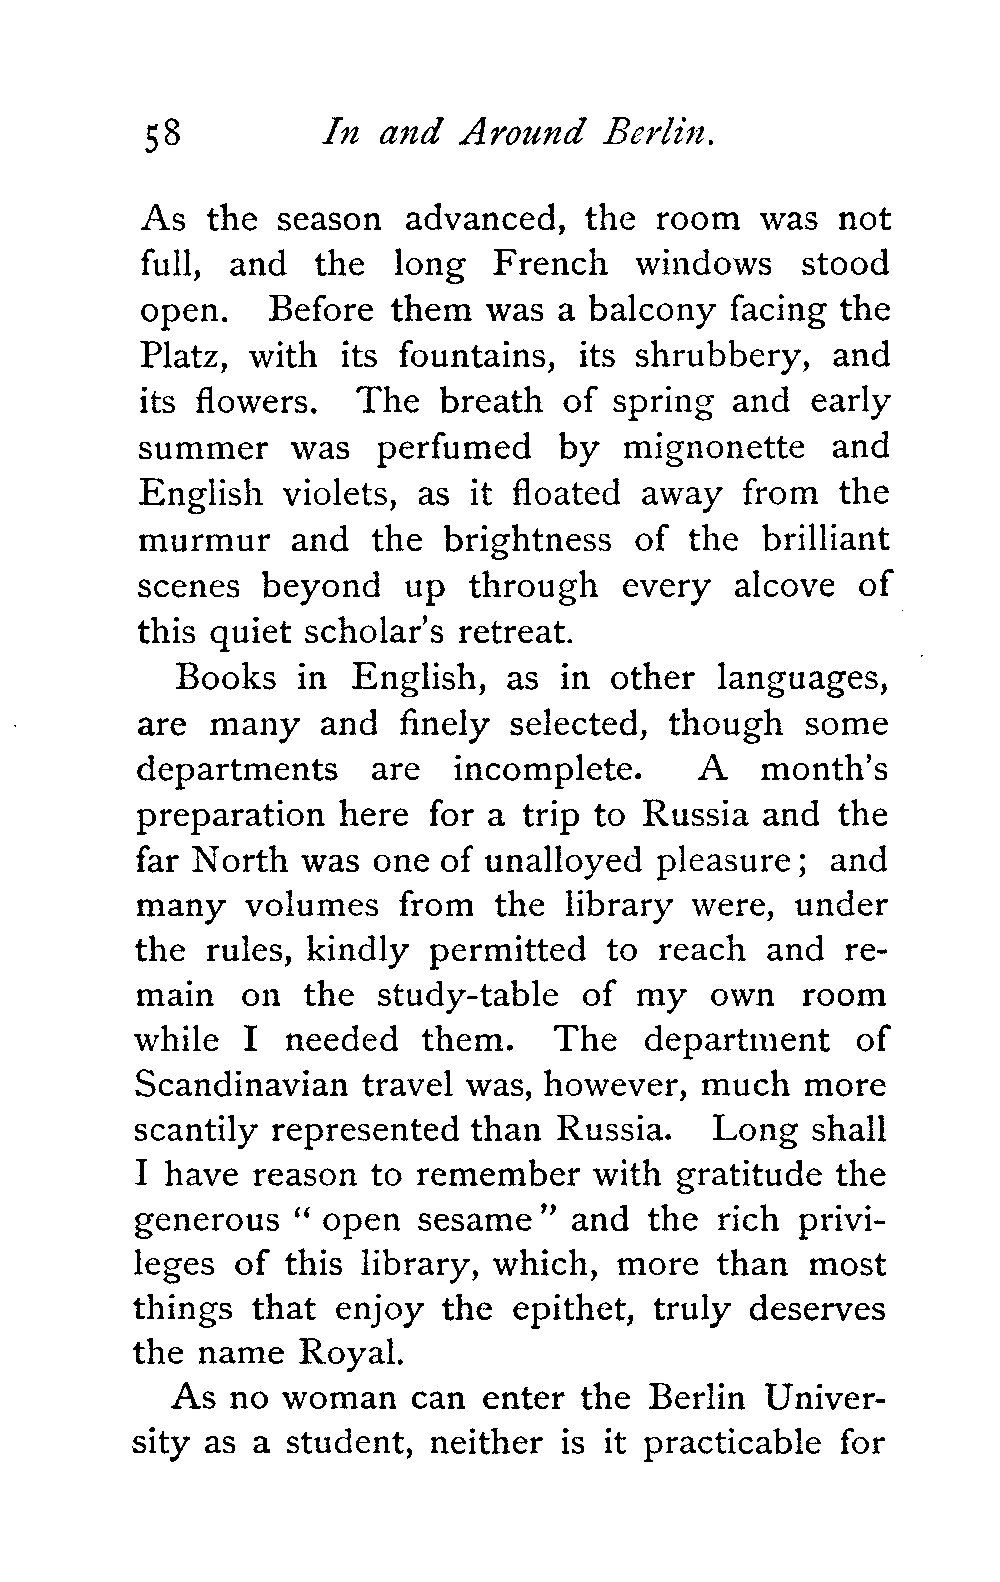 58 In and Around Berlin.
As the season advanced, the room was not
full, and the long French windows stood
open. Before them was a balcony facing the
Platz, with its fountains, its shrubbery, and
its flowers. The breath of spring and early
summer was perfumed by mignonette and
English violets, as it floated away from the
murmur and the brightness of the brilliant
scenes beyond up through every alcove of
this quiet scholar's retreat.
Books in English, as in other languages,
are many and finely selected, though some
departments are incomplete. A month's
preparation here for a trip to Russia and the
far North was one of unalloyed pleasure; and
many volumes from the library were, under
the rules, kindly permitted to reach and re-
main on the study-table of my own room
while I needed them. The department of
Scandinavian travel was, however, much more
scantily represented than Russia. Long shall
I have reason to remember with gratitude the
generous " open sesame" and the rich privi-
leges of this library, which, more than most
things that enjoy the epithet, truly deserves
the name Royal.
As no woman can enter the Berlin Univer-
sity as a student, neither is it practicable for